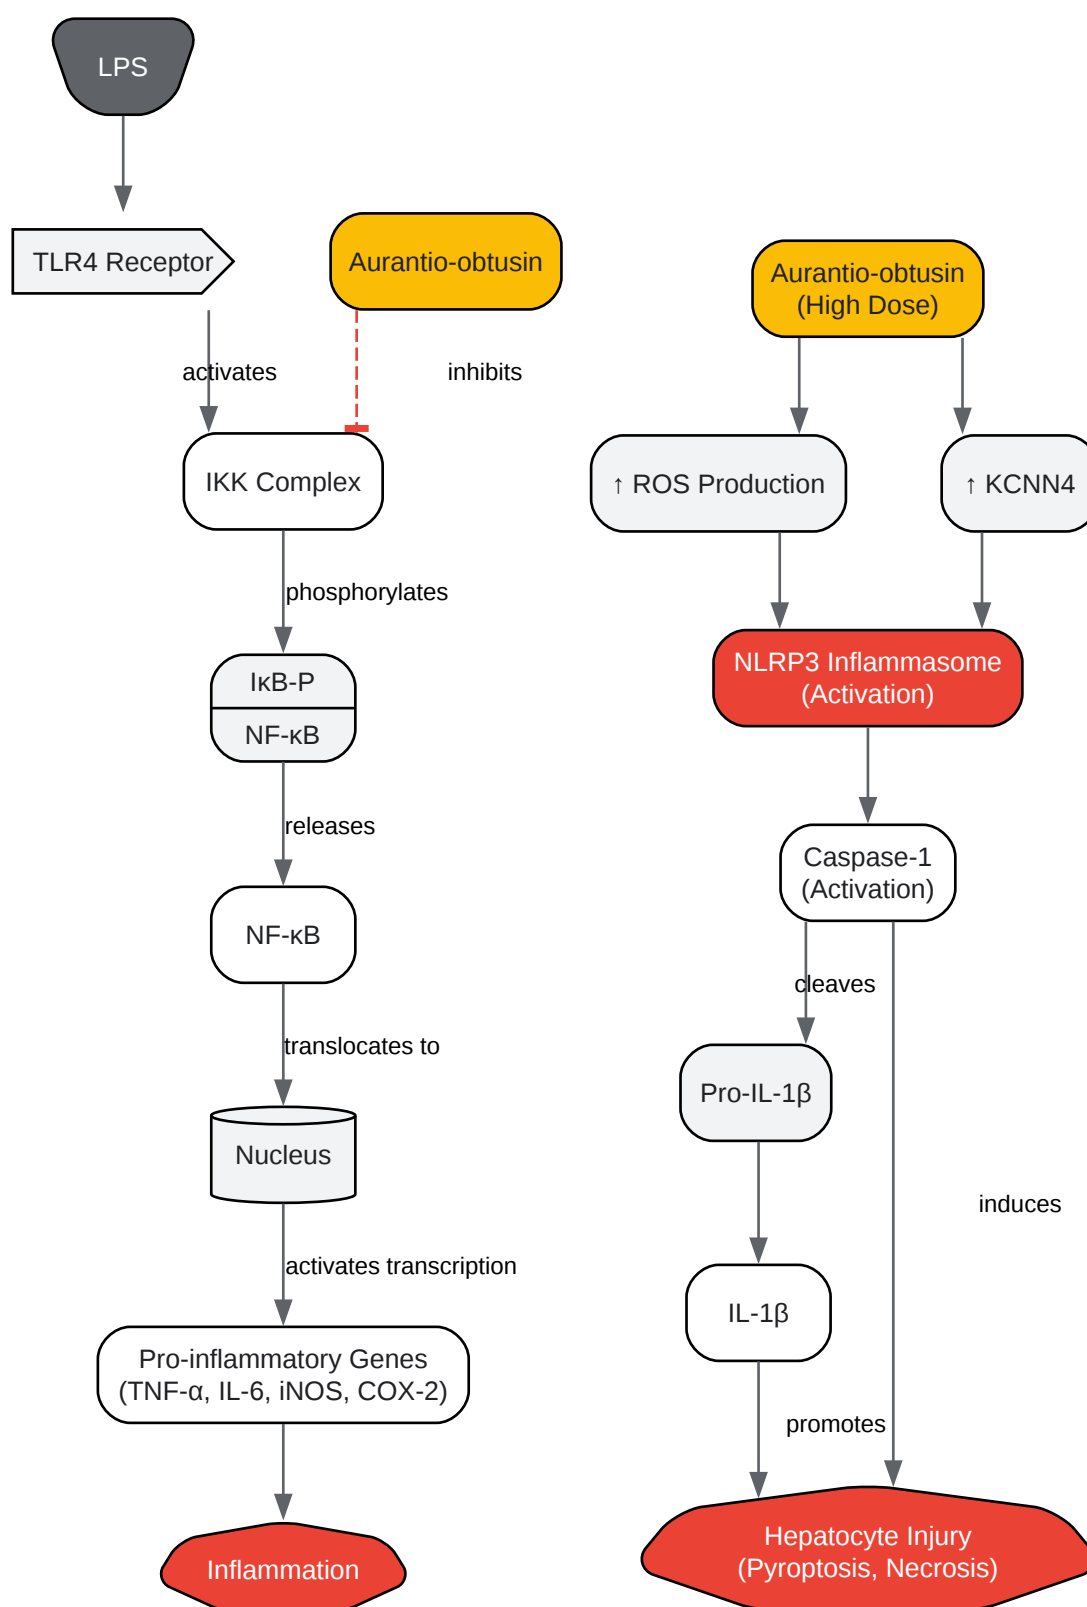 LPS
TLR4 Receptor
Aurantio-obtusin
activates
inhibits
IKK Complex
phosphorylates
IκB-P
NF-κB
releases
NF-κB
translocates to
Nucleus
activates transcription
Pro-inflammatory Genes
(TNF-α, IL-6, iNOS, COX-2)
Inflammation
Aurantio-obtusin
(High Dose)
↑ ROS Production
↑ KCNN4
NLRP3 Inflammasome
(Activation)
Caspase-1
(Activation)
cleaves
Pro-IL-1β
induces
IL-1β
promotes
Hepatocyte Injury
(Pyroptosis, Necrosis)